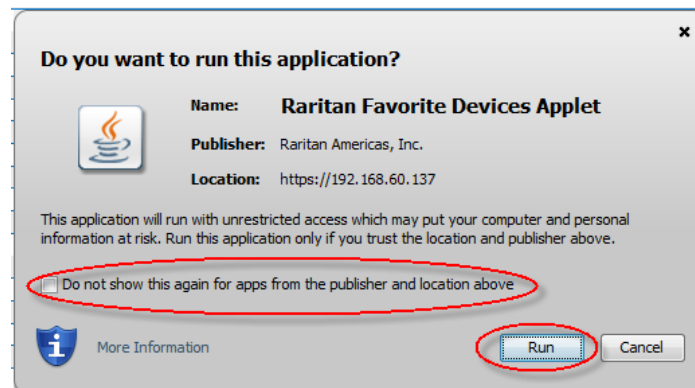 Do you want to run this application?
Name: Raritan Favorite Devices Applet
Publisher: Raritan Americas, Inc.
Location: https://192.168.60.137
This application will run with unrestricted access which may put your computer and personal
information at risk. Run this application only if you trust the location and publisher above.
Do not show this again for apps from the publisher and location above
More Information Run Cancel